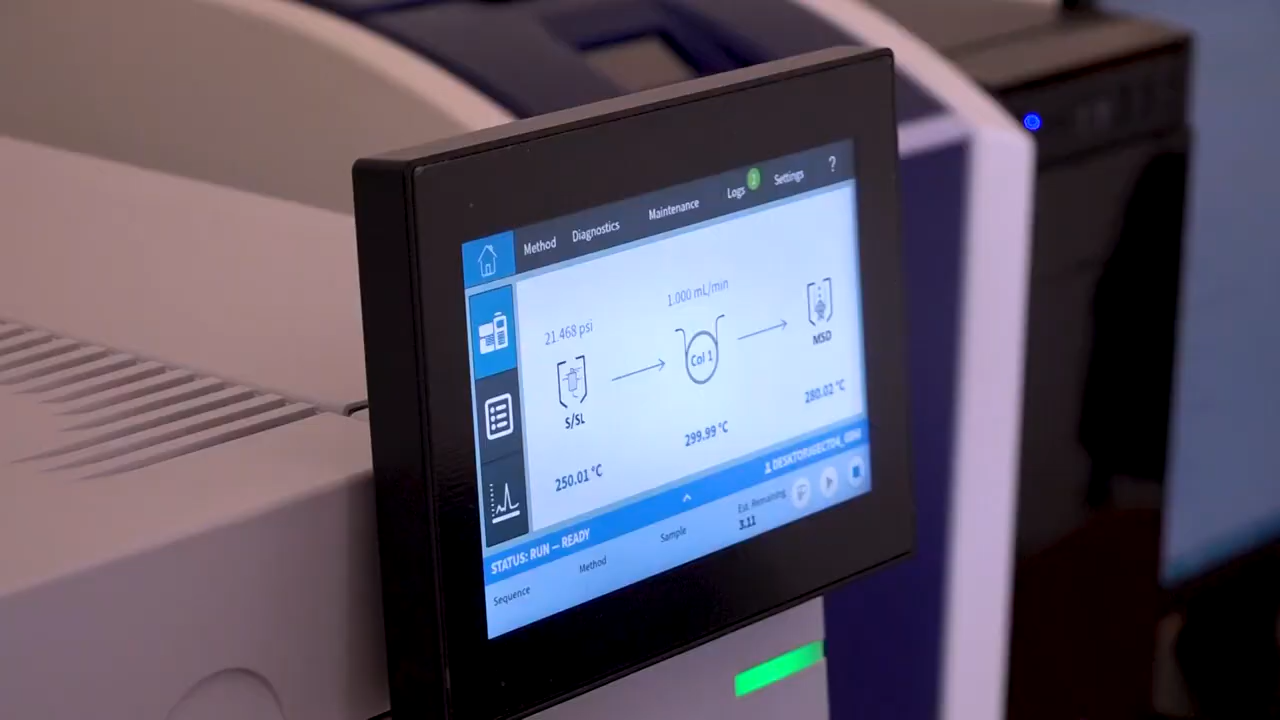 Method Diagnostics Maintenance Logs 2 Settings ?
21.468 psi
1.000 mL/min
S/SL
Col 1
MSD
250.01 °C
299.99 °C
280.02 °C
STATUS: RUN — READY
Sequence
Method
Sample
Est. Remaining
3.11